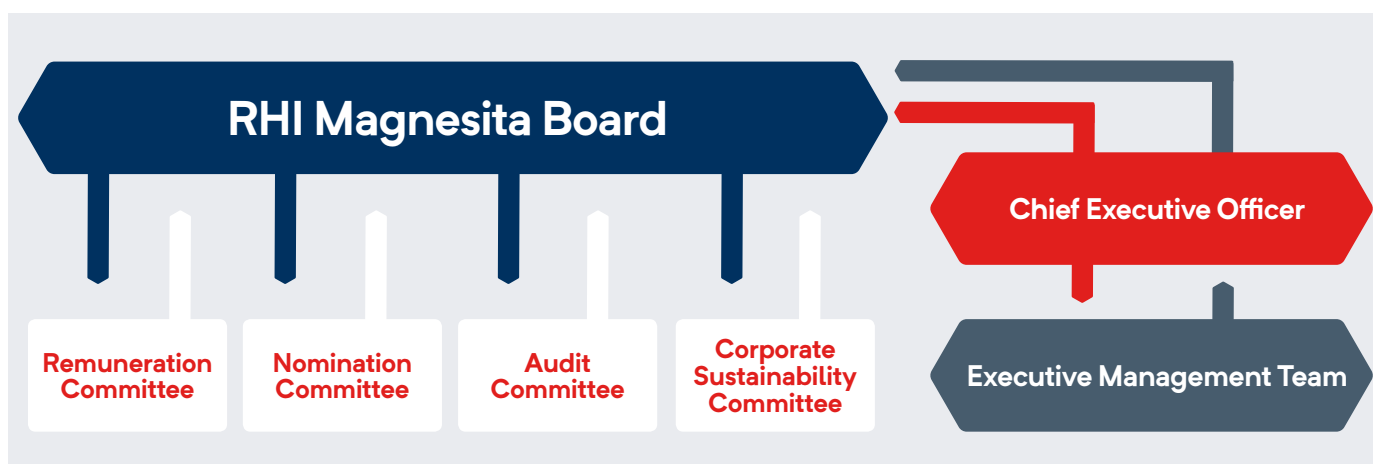 RHI Magnesita Board
Chief Executive Officer
Remuneration
Committee
Nomination
Committee
Audit
Committee
Corporate
Sustainability
Committee
Executive Management Team